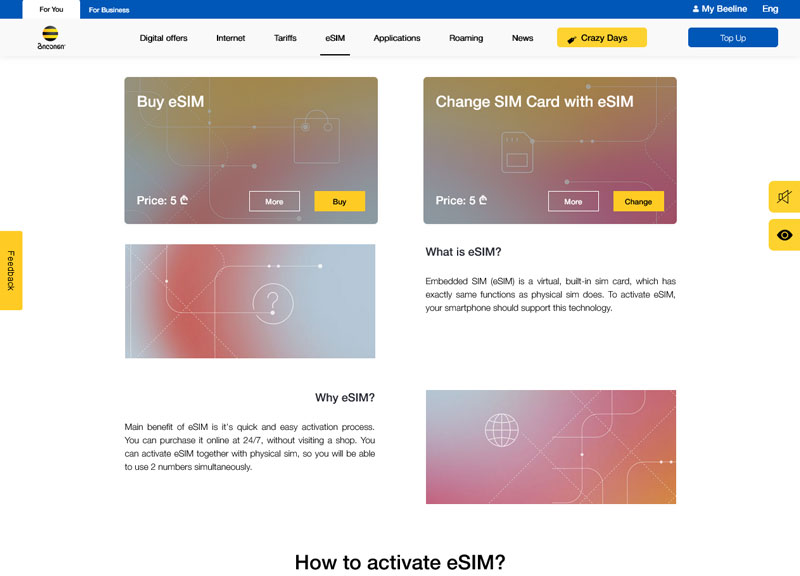 For You
For Business
My Beeline
Eng
ბილაინი
Digital offers
Internet
Tariffs
eSIM
Applications
Roaming
News
Crazy Days
Top Up
Buy eSIM
Price: 5 ₾
More
Buy
Change SIM Card with eSIM
Price: 5 ₾
More
Change
Feedback
What is eSIM?
Embedded SIM (eSIM) is a virtual, built-in sim card, which has
exactly same functions as physical sim does. To activate eSIM,
your smartphone should support this technology.
Why eSIM?
Main benefit of eSIM is it's quick and easy activation process.
You can purchase it online at 24/7, without visiting a shop. You
can activate eSIM together with physical sim, so you will be able
to use 2 numbers simultaneously.
How to activate eSIM?